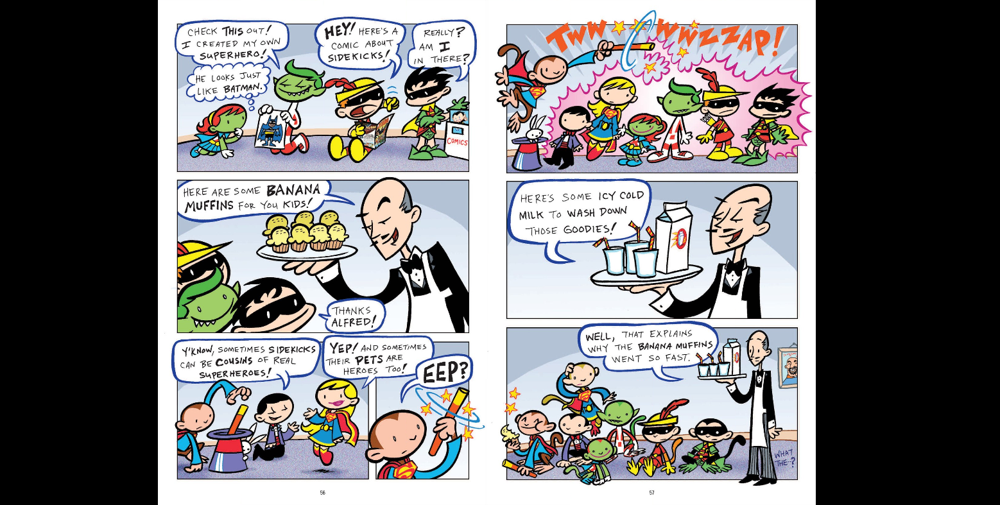 CHECK THIS OUT!
I CREATED MY OWN
SUPERHERO!
HE LOOKS JUST
LIKE BATMAN.
HEY! HERE'S A
COMIC ABOUT
SIDEKICKS!
REALLY?
AM I
IN THERE?
COMICS
HERE ARE SOME BANANA
MUFFINS FOR YOU KIDS!
THANKS
ALFRED!
Y'KNOW, SOMETIMES SIDEKICKS
CAN BE COUSINS OF REAL
SUPERHEROES!
YEP! AND SOMETIMES
THEIR PETS ARE
HEROES TOO!
EEP?
56
TWW WWZZZAP!
HERE'S SOME ICY COLD
MILK TO WASH DOWN
THOSE GOODIES!
WELL, THAT EXPLAINS
WHY THE BANANA MUFFINS
WENT SO FAST.
WHAT
THE--?
57